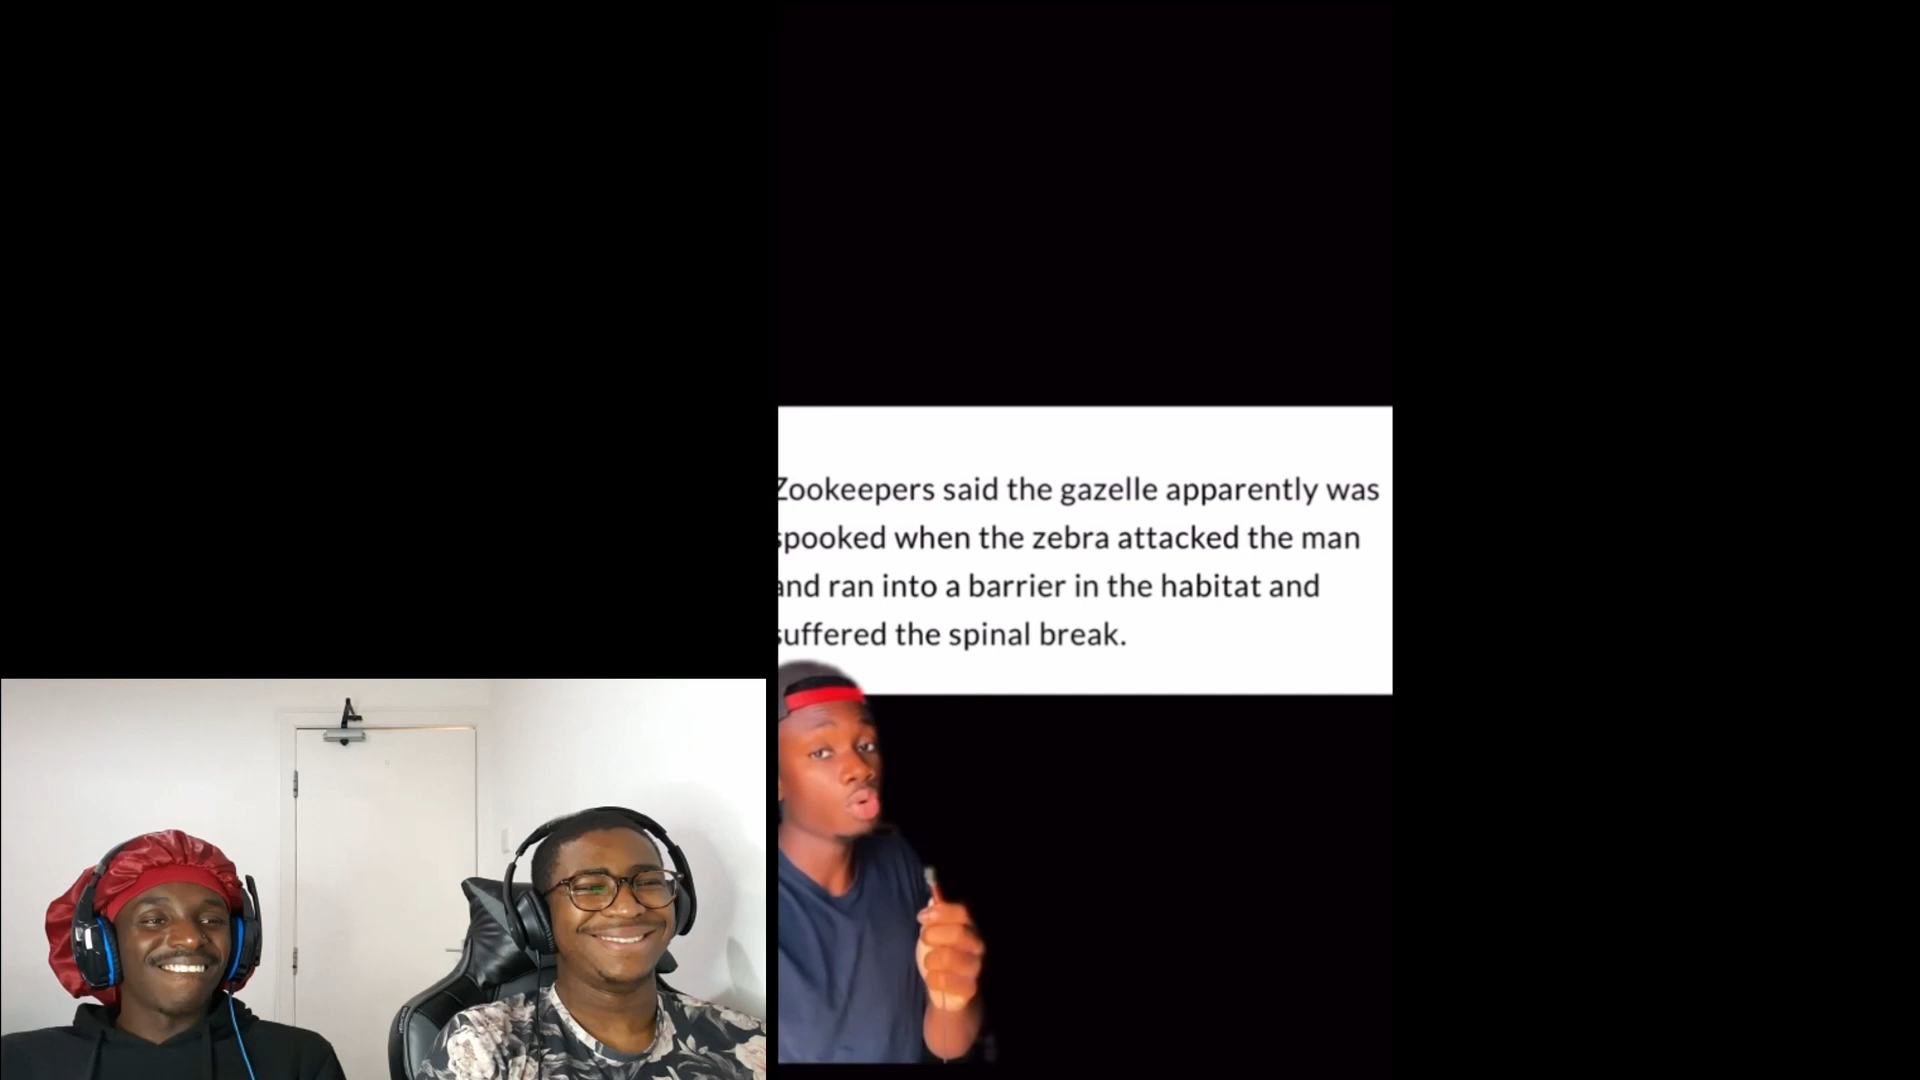 Zookeepers said the gazelle apparently was
spooked when the zebra attacked the man
and ran into a barrier in the habitat and
suffered the spinal break.